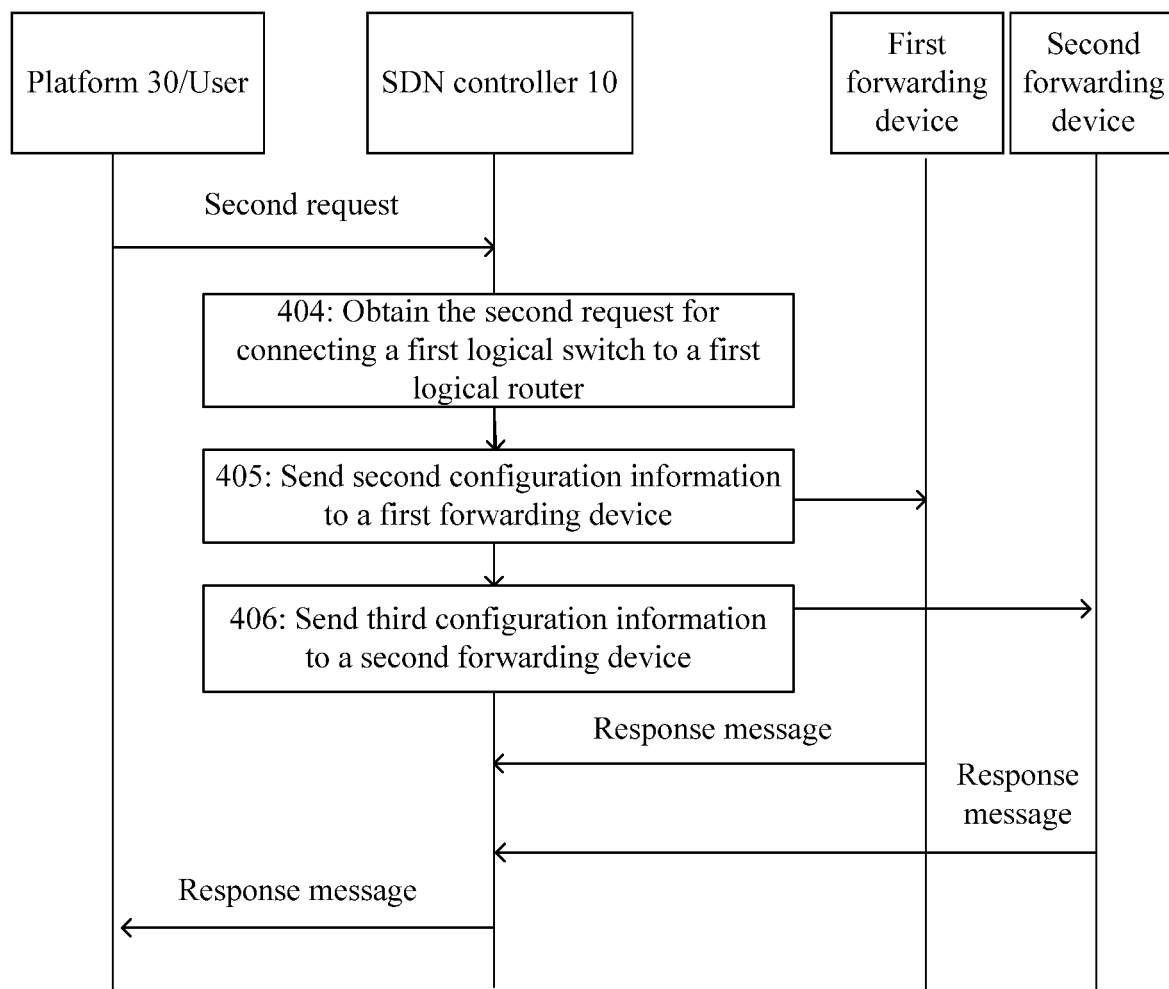 Platform 30/User
SDN controller 10
First
forwarding
device
Second
forwarding
device
Second request
404: Obtain the second request for
connecting a first logical switch to a first
logical router
405: Send second configuration information
to a first forwarding device
406: Send third configuration information
to a second forwarding device
Response message
Response
message
Response message